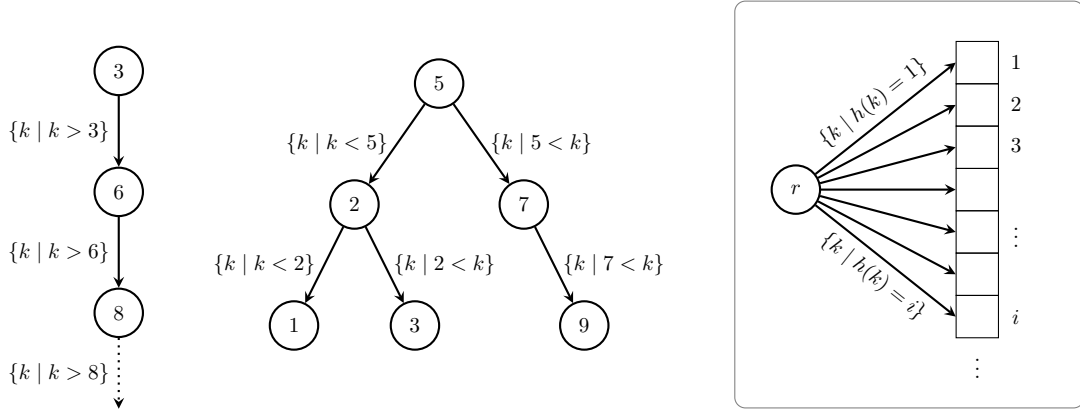 3
{k | k > 3}
6
{k | k > 6}
8
{k | k > 8}
5
{k | k < 5}
{k | 5 < k}
2
7
{k | k < 2}
{k | 2 < k}
{k | 7 < k}
1
3
9
{k | h(k) = 1}
r
{k | h(k) = i}
1
2
3
⋮
i
⋮